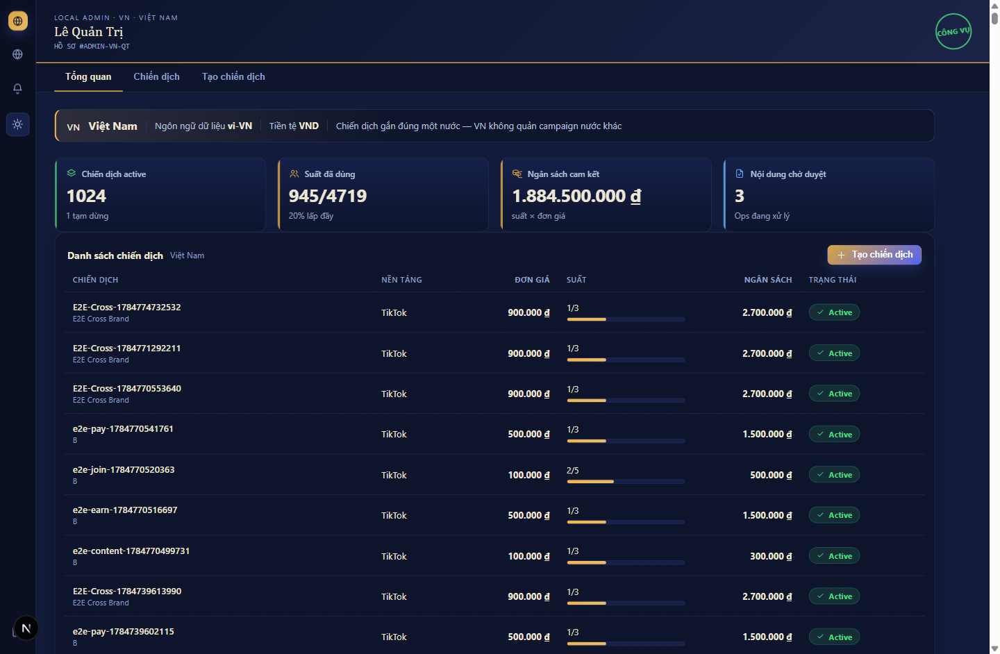 LOCAL ADMIN · VN · VIỆT NAM
Lê Quản Trị
HỒ SƠ #ADMIN-VN-QT
CÔNG VỤ
Tổng quan
Chiến dịch
Tạo chiến dịch
VN Việt Nam
Ngôn ngữ dữ liệu vi-VN
Tiền tệ VND
Chiến dịch gắn đúng một nước — VN không quản campaign nước khác
Chiến dịch active
1024
1 tạm dừng
Suất đã dùng
945/4719
20% lấp đầy
Ngân sách cam kết
1.884.500.000 ₫
suất × đơn giá
Nội dung chờ duyệt
3
Ops đang xử lý
Danh sách chiến dịch Việt Nam
Tạo chiến dịch
CHIẾN DỊCH NỀN TẢNG ĐƠN GIÁ SUẤT NGÂN SÁCH TRẠNG THÁI
E2E-Cross-1784774732532
E2E Cross Brand
TikTok
900.000 ₫
1/3
2.700.000 ₫
Active
E2E-Cross-1784771292211
E2E Cross Brand
TikTok
900.000 ₫
1/3
2.700.000 ₫
Active
E2E-Cross-1784770553640
E2E Cross Brand
TikTok
900.000 ₫
1/3
2.700.000 ₫
Active
e2e-pay-1784770541761
B
TikTok
500.000 ₫
1/3
1.500.000 ₫
Active
e2e-join-1784770520363
B
TikTok
100.000 ₫
2/5
500.000 ₫
Active
e2e-earn-1784770516697
B
TikTok
500.000 ₫
1/3
1.500.000 ₫
Active
e2e-content-1784770499731
B
TikTok
100.000 ₫
1/3
300.000 ₫
Active
E2E-Cross-1784739613990
E2E Cross Brand
TikTok
900.000 ₫
1/3
2.700.000 ₫
Active
e2e-pay-1784739602115
B
TikTok
500.000 ₫
1/3
1.500.000 ₫
Active
N